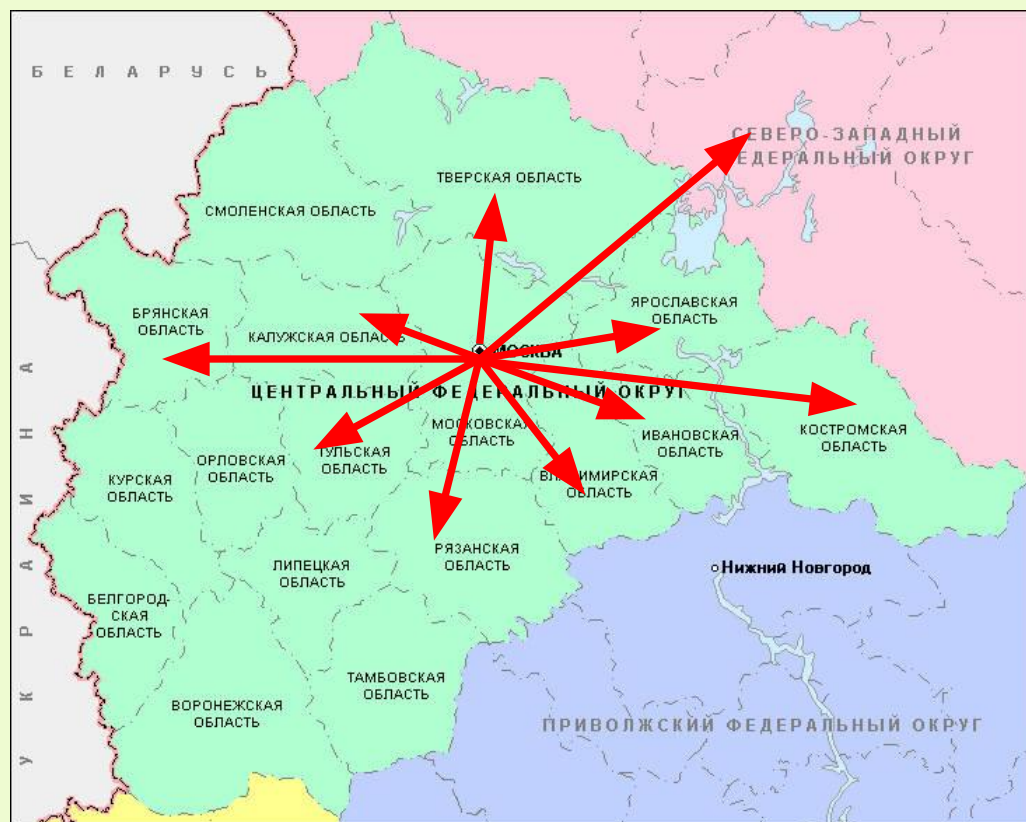 БЕЛАРУСЬ
СЕВЕРО-ЗАПАДНЫЙ
ЕДЕРАЛЬНЫЙ ОКРУГ
ТВЕРСКАЯ ОБЛАСТЬ
СМОЛЕНСКАЯ ОБЛАСТЬ
ЯРОСЛАВСКАЯ
ОБЛАСТЬ
БРЯНСКАЯ
ОБЛАСТЬ
КАЛУЖСКАЯ ОБЛАСТЬ
МОСКВА
ЦЕНТРАЛЬНЫЙ ФЕДЕРАЛЬНЫЙ ОКРУГ
МОСКОВСКАЯ
ОБЛАСТЬ
ИВАНОВСКАЯ
ОБЛАСТЬ
КОСТРОМСКАЯ
ОБЛАСТЬ
ТУЛЬСКАЯ
ОБЛАСТЬ
ОРЛОВСКАЯ
ОБЛАСТЬ
КУРСКАЯ
ОБЛАСТЬ
ВЛАДИМИРСКАЯ
ОБЛАСТЬ
РЯЗАНСКАЯ
ОБЛАСТЬ
ЛИПЕЦКАЯ
ОБЛАСТЬ
Нижний Новгород
БЕЛГОРОД-
СКАЯ
ОБЛАСТЬ
ТАМБОВСКАЯ
ОБЛАСТЬ
ВОРОНЕЖСКАЯ
ОБЛАСТЬ
ПРИВОЛЖСКИЙ ФЕДЕРАЛЬНЫЙ ОКРУГ
УКРАИНА